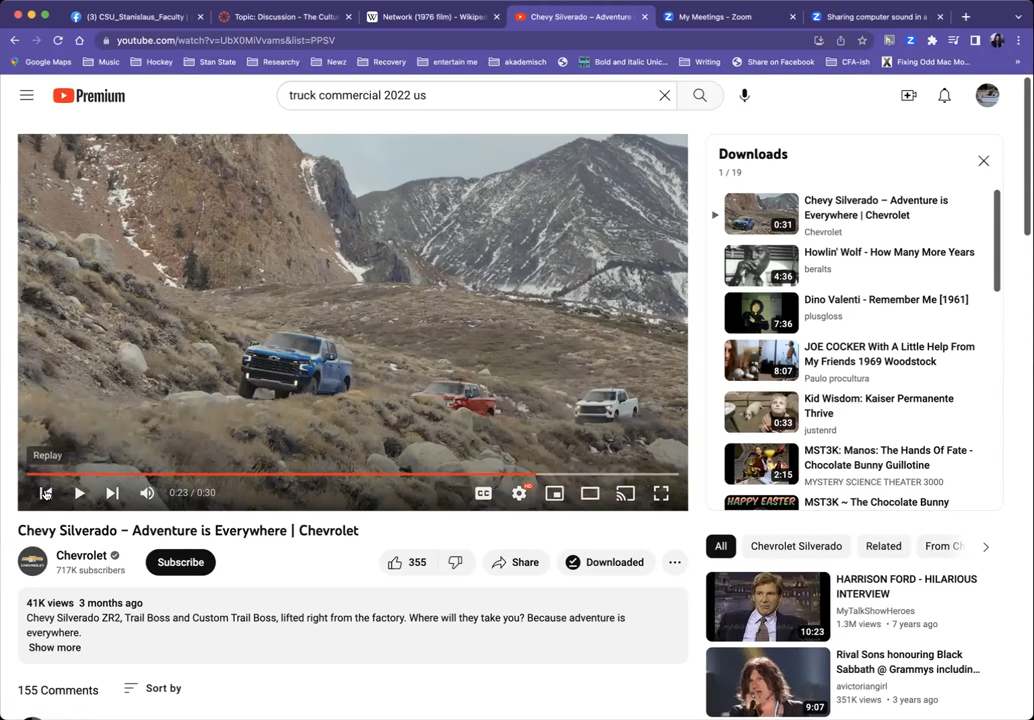 (3) CSU_Stanislaus_Faculty |
Topic: Discussion - The Cultu
Network (1976 film) - Wikipe
Chevy Silverado – Adventure
My Meetings - Zoom
Sharing computer sound in a
youtube.com/watch?v=UbX0MiVvams&list=PPSV
Google Maps
Music
Hockey
Stan State
Researchy
Newz
Recovery
entertain me
akademisch
Bold and Italic Unic...
Writing
Share on Facebook
CFA-ish
Fixing Odd Mac Mo...
»
Premium
truck commercial 2022 us
Replay
CC
HD
0:23 / 0:30
Chevy Silverado – Adventure is Everywhere | Chevrolet
Chevrolet
717K subscribers
Subscribe
355
Share
Downloaded
41K views 3 months ago
Chevy Silverado ZR2, Trail Boss and Custom Trail Boss, lifted right from the factory. Where will they take you? Because adventure is
everywhere.
Show more
155 Comments
Sort by
Downloads
1 / 19
0:31
Chevy Silverado – Adventure is
Everywhere | Chevrolet
Chevrolet
4:36
Howlin' Wolf - How Many More Years
beralts
7:36
Dino Valenti - Remember Me [1961]
plusgloss
8:07
JOE COCKER With A Little Help From
My Friends 1969 Woodstock
Paulo procultura
0:33
Kid Wisdom: Kaiser Permanente
Thrive
justenrd
2:15
MST3K: Manos: The Hands Of Fate -
Chocolate Bunny Guillotine
MYSTERY SCIENCE THEATER 3000
HAPPY EASTER
MST3K ~ The Chocolate Bunny
All
Chevrolet Silverado
Related
From Ch
10:23
HARRISON FORD - HILARIOUS
INTERVIEW
MyTalkShowHeroes
1.3M views • 7 years ago
9:07
Rival Sons honouring Black
Sabbath @ Grammys includin...
avictoriangirl
351K views • 3 years ago